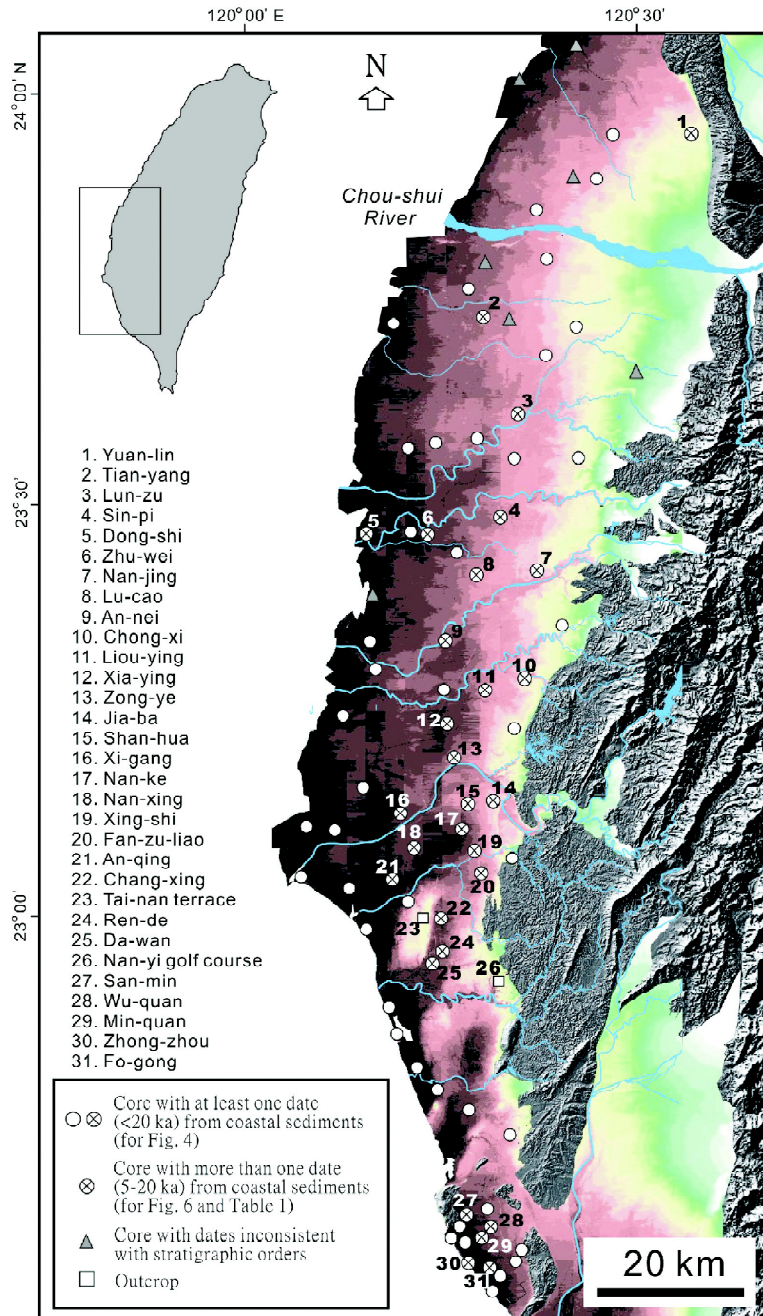 120°00' E
120°30'
24°00' N
23°30'
23°00'
N
Chou-shui
River
1
2
3
4
5
6
7
8
9
10
11
12
13
14
15
16
17
18
19
20
21
22
23
24
25
26
27
28
29
30
31
1. Yuan-lin
2. Tian-yang
3. Lun-zu
4. Sin-pi
5. Dong-shi
6. Zhu-wei
7. Nan-jing
8. Lu-cao
9. An-nei
10. Chong-xi
11. Liou-ying
12. Xia-ying
13. Zong-ye
14. Jia-ba
15. Shan-hua
16. Xi-gang
17. Nan-ke
18. Nan-xing
19. Xing-shi
20. Fan-zu-liao
21. An-qing
22. Chang-xing
23. Tai-nan terrace
24. Ren-de
25. Da-wan
26. Nan-yi golf course
27. San-min
28. Wu-quan
29. Min-quan
30. Zhong-zhou
31. Fo-gong
Core with at least one date
(<20 ka) from coastal sediments
(for Fig. 4)
Core with more than one date
(5-20 ka) from coastal sediments
(for Fig. 6 and Table 1)
Core with dates inconsistent
with stratigraphic orders
Outcrop
20 km